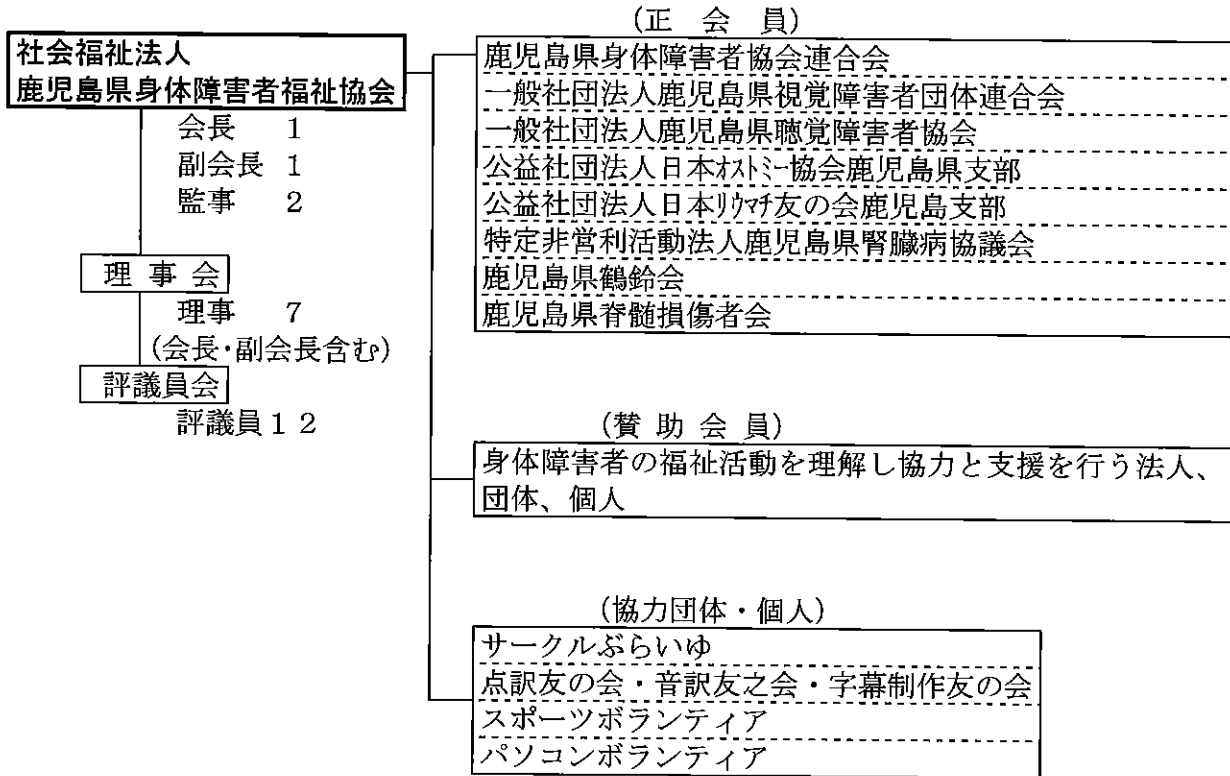 社会福祉法人
鹿児島県身体障害者福祉協会
会長 1
副会長 1
監事 2
理 事 会
理事 7
(会長・副会長含む)
評議員会
評議員12
(正 会 員)
鹿児島県身体障害者協会連合会
一般社団法人鹿児島県視覚障害者団体連合会
一般社団法人鹿児島県聴覚障害者協会
公益社団法人日本ｵｽﾄﾐｰ協会鹿児島県支部
公益社団法人日本ﾘｳﾏﾁ友の会鹿児島支部
特定非営利活動法人鹿児島県腎臓病協議会
鹿児島県鶴鈴会
鹿児島県脊髄損傷者会
(賛 助 会 員)
身体障害者の福祉活動を理解し協力と支援を行う法人、
団体、個人
(協力団体・個人)
サークルぶらいゆ
点訳友の会・音訳友之会・字幕制作友の会
スポーツボランティア
パソコンボランティア